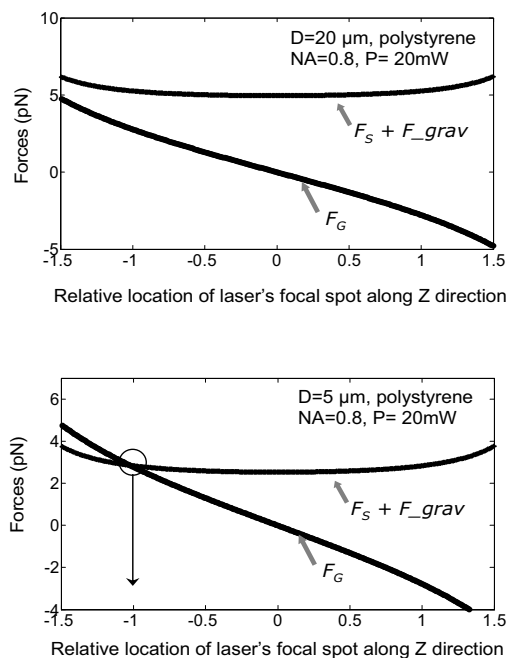 10
D=20 µm, polystyrene
NA=0.8, P= 20mW
5
F_S + F_grav
Forces (pN)
0
F_G
-5
-1.5 -1 -0.5 0 0.5 1 1.5
Relative location of laser's focal spot along Z direction
6
D=5 µm, polystyrene
NA=0.8, P= 20mW
4
2
F_S + F_grav
Forces (pN)
0
F_G
-2
-4
-1.5 -1 -0.5 0 0.5 1 1.5
Relative location of laser's focal spot along Z direction